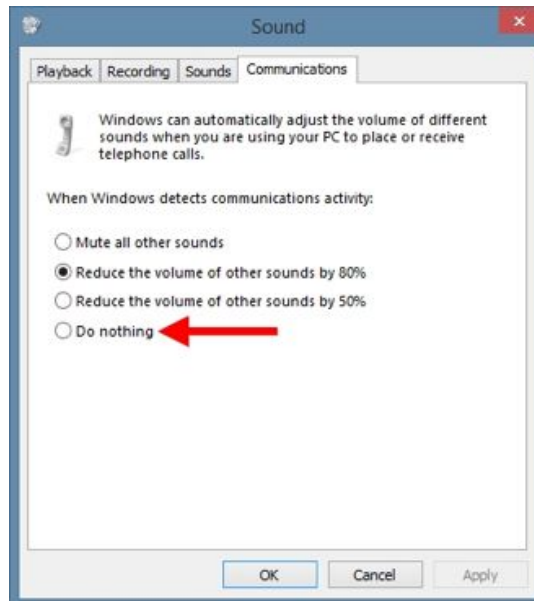 Sound
Playback Recording Sounds Communications
Windows can automatically adjust the volume of different
sounds when you are using your PC to place or receive
telephone calls.
When Windows detects communications activity:
Mute all other sounds
Reduce the volume of other sounds by 80%
Reduce the volume of other sounds by 50%
Do nothing
OK Cancel Apply